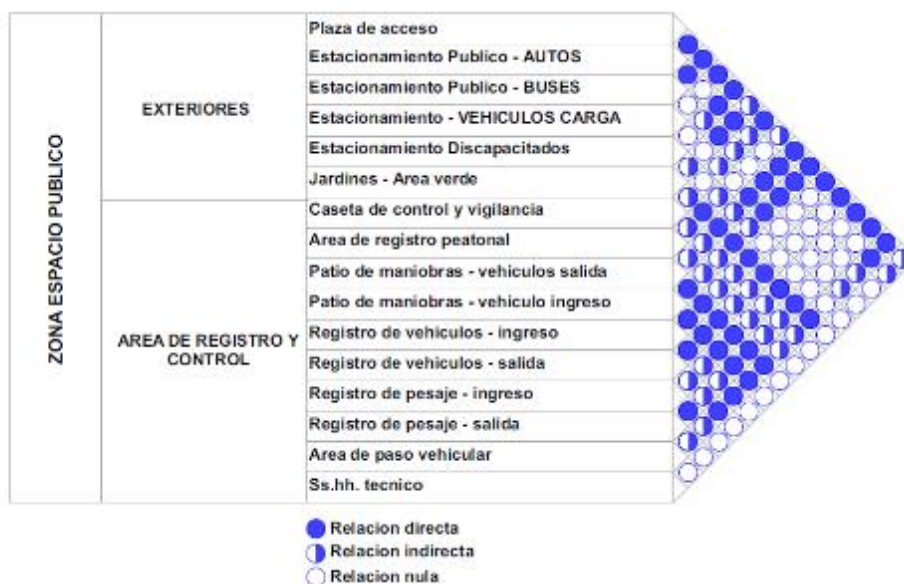 ZONA ESPACIO PUBLICO
EXTERIORES
Plaza de acceso
Estacionamiento Publico - AUTOS
Estacionamiento Publico - BUSES
Estacionamiento - VEHICULOS CARGA
Estacionamiento Discapacitados
Jardines - Area verde
AREA DE REGISTRO Y
CONTROL
Caseta de control y vigilancia
Area de registro peatonal
Patio de maniobras - vehiculos salida
Patio de maniobras - vehiculo ingreso
Registro de vehiculos - ingreso
Registro de vehiculos - salida
Registro de pesaje - ingreso
Registro de pesaje - salida
Area de paso vehicular
Ss.hh. tecnico
Relacion directa
Relacion indirecta
Relacion nula